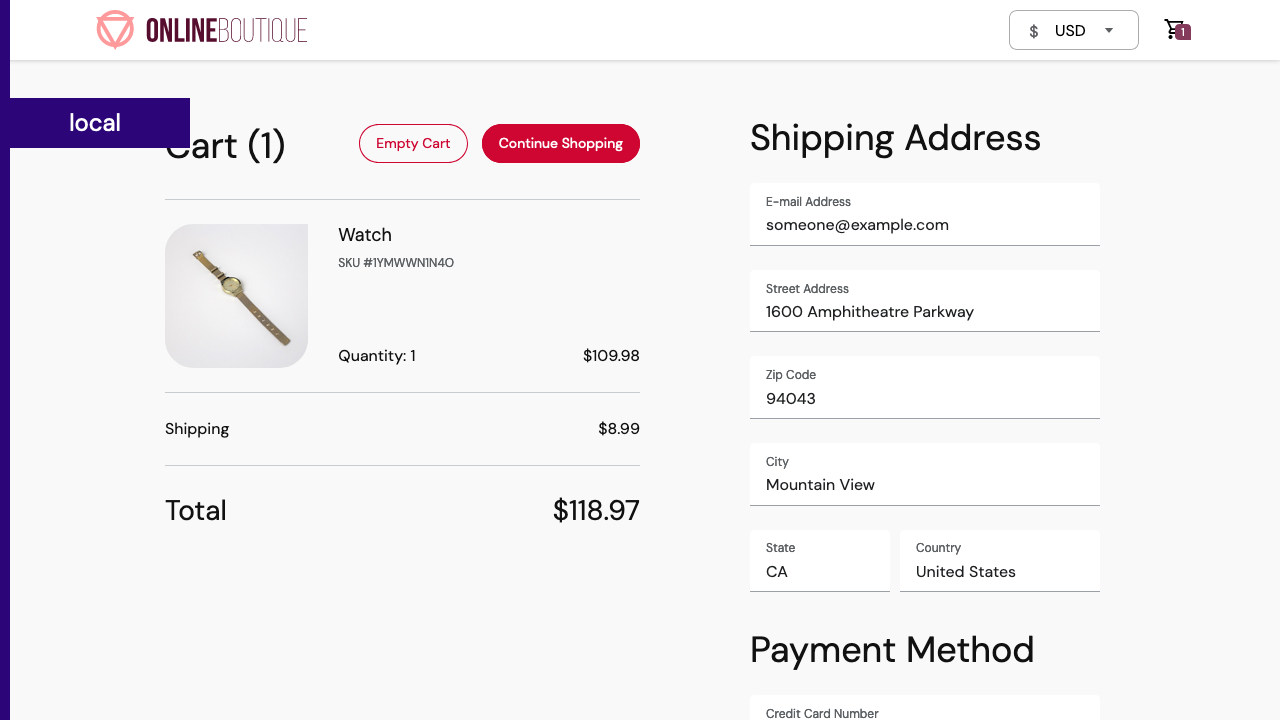 ONLINEBOUTIQUE
$ USD
1
local
Cart (1)
Empty Cart
Continue Shopping
Watch
SKU #1YMWWN1N4O
Quantity: 1
$109.98
Shipping
$8.99
Total
$118.97
Shipping Address
E-mail Address
someone@example.com
Street Address
1600 Amphitheatre Parkway
Zip Code
94043
City
Mountain View
State
CA
Country
United States
Payment Method
Credit Card Number